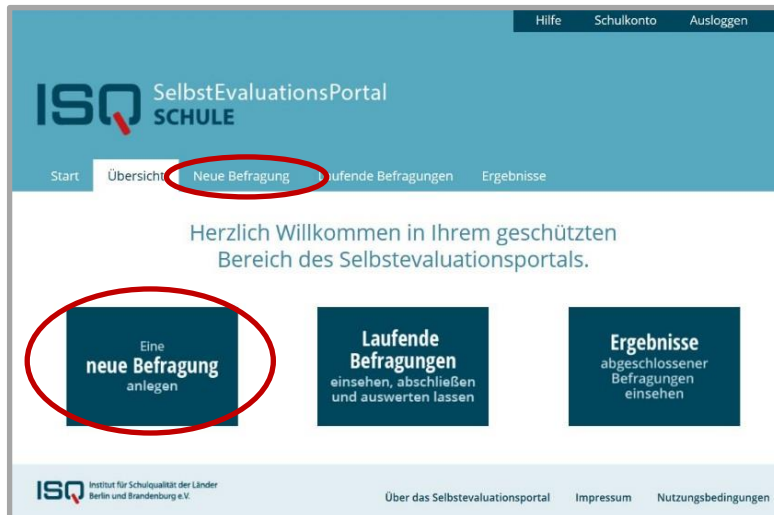 Hilfe Schulkonto Ausloggen
ISQ SelbstEvaluationsPortal
SCHULE
Start Übersicht Neue Befragung Laufende Befragungen Ergebnisse
Herzlich Willkommen in Ihrem geschützten
Bereich des Selbstevaluationsportals.
Eine
neue Befragung
anlegen
Laufende
Befragungen
einsehen, abschließen
und auswerten lassen
Ergebnisse
abgeschlossener
Befragungen
einsehen
ISQ Institut für Schulqualität der Länder
Berlin und Brandenburg e.V.
Über das Selbstevaluationsportal Impressum Nutzungsbedingungen